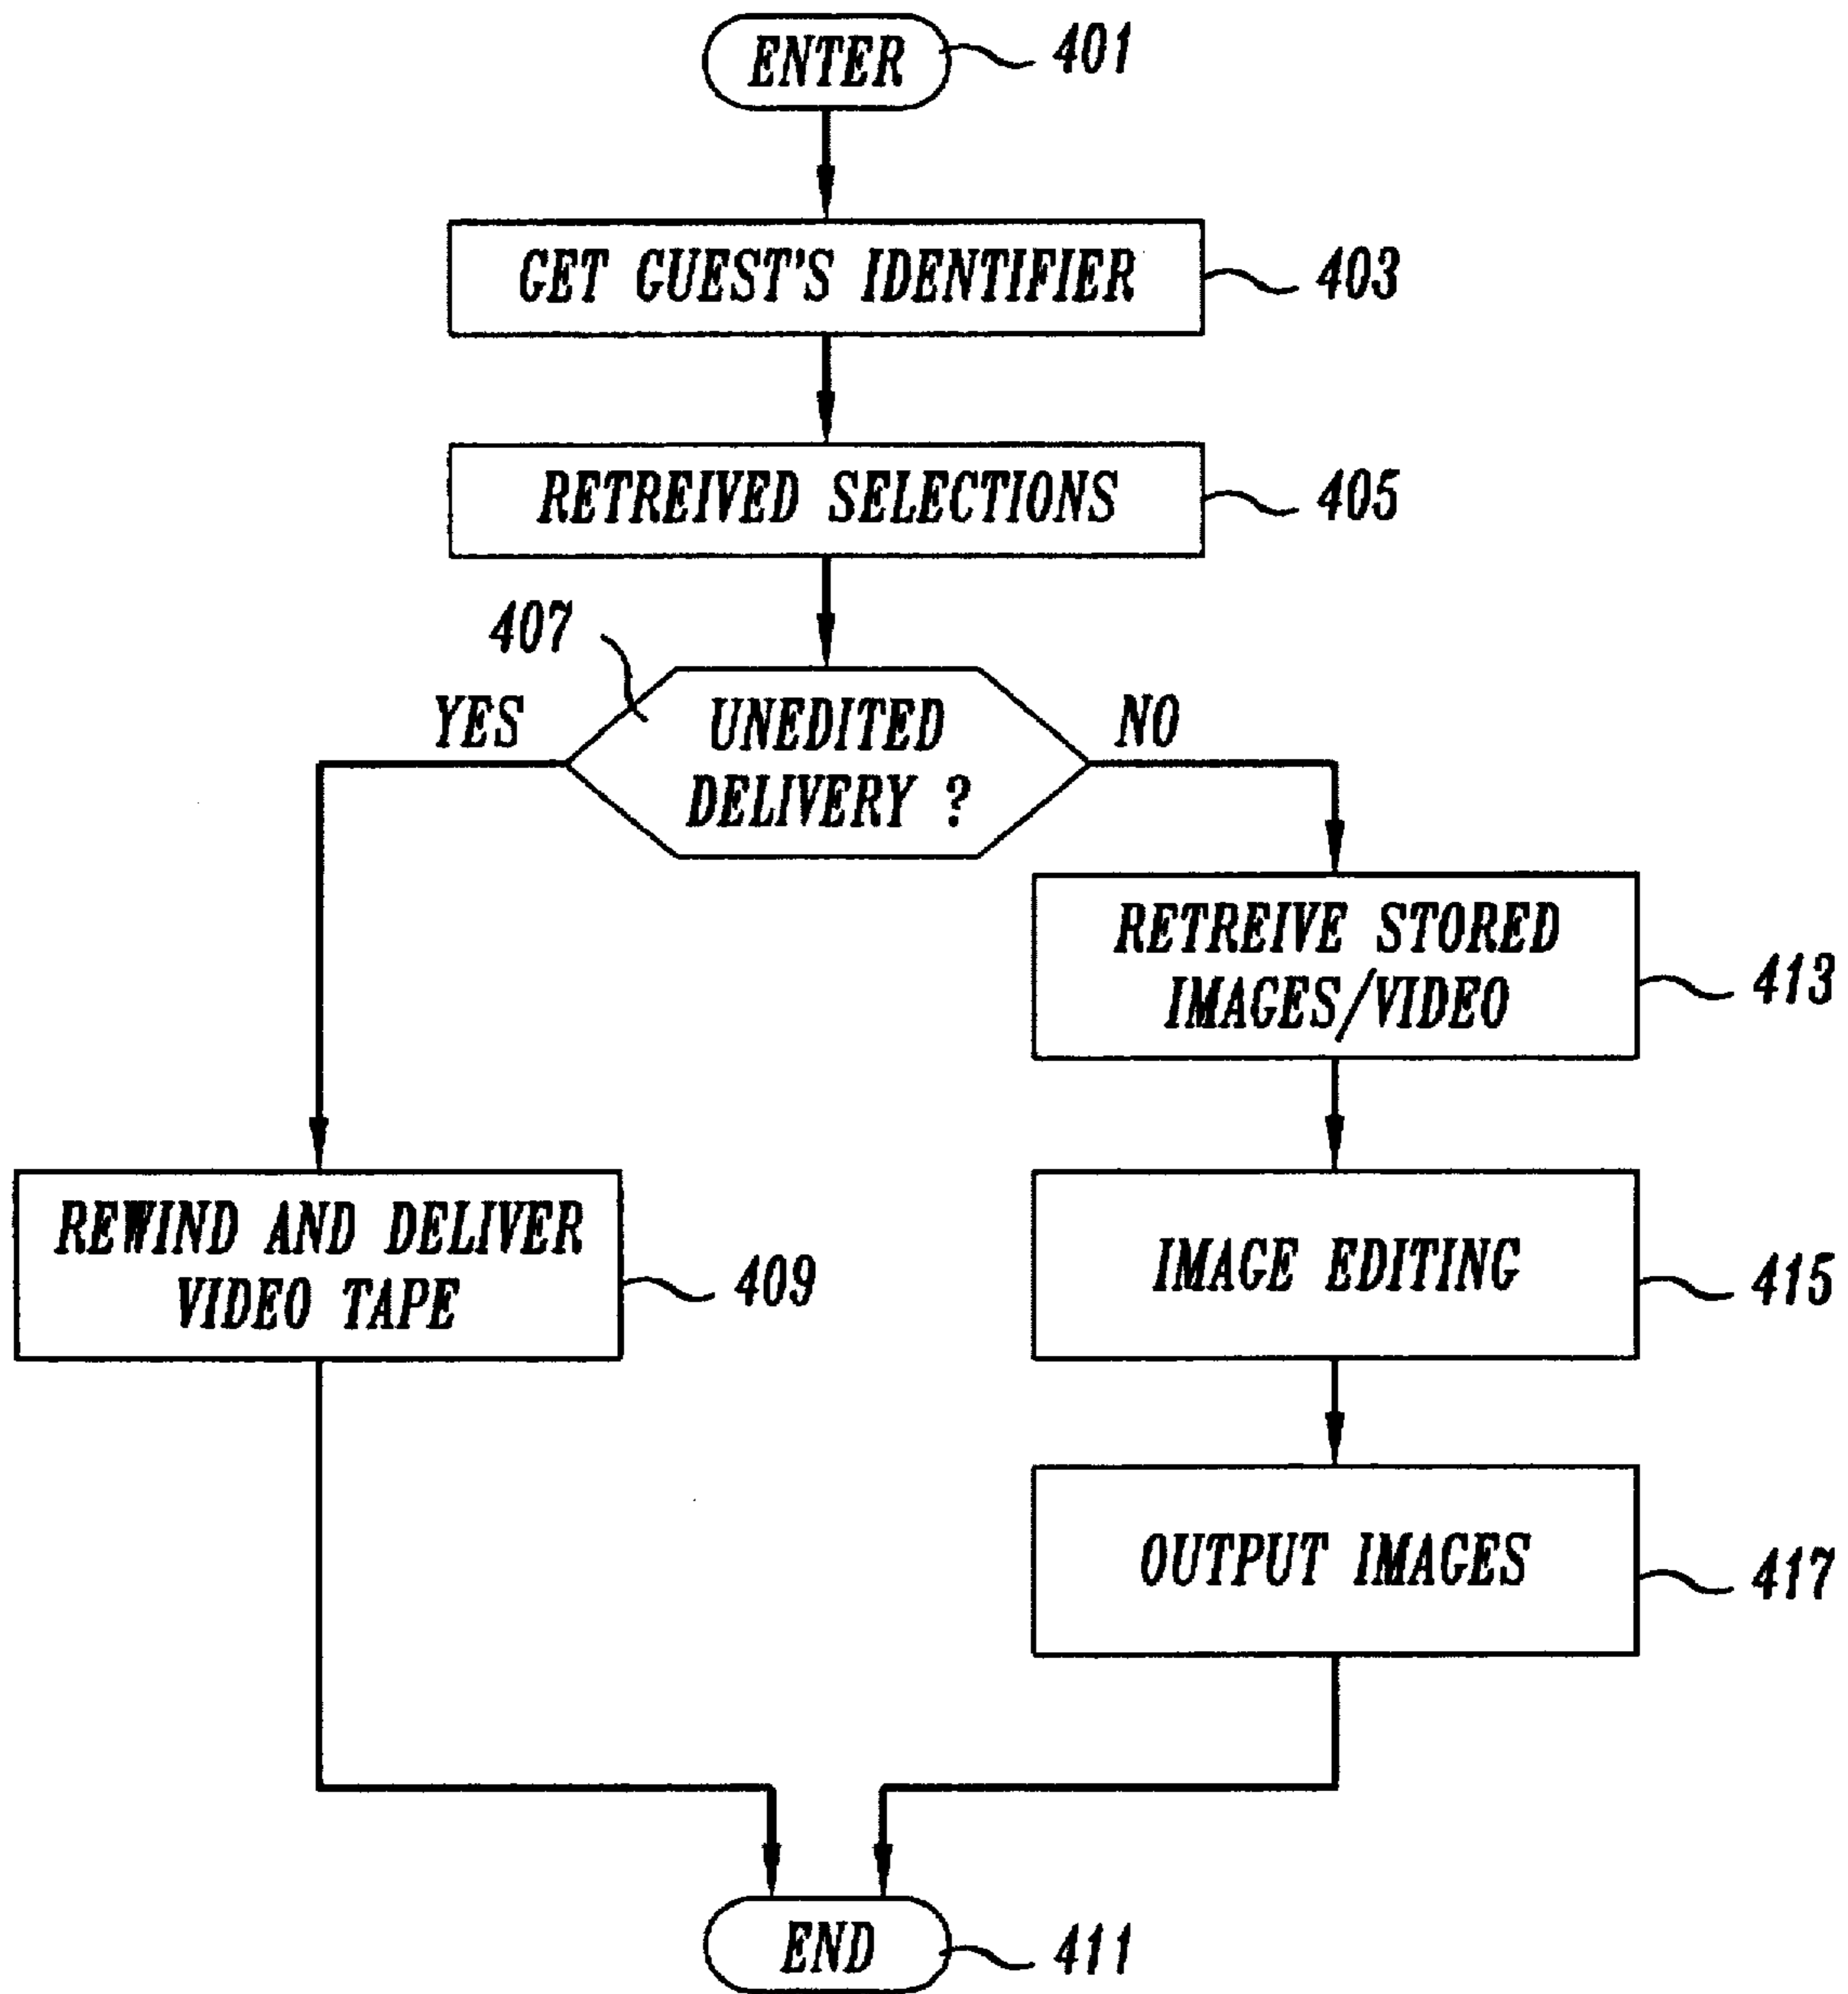 ENTER
401
GET GUEST'S IDENTIFIER
403
RETREIVED SELECTIONS
405
407
YES
UNEDITED
DELIVERY ?
NO
RETREIVE STORED
IMAGES/VIDEO
413
REWIND AND DELIVER
VIDEO TAPE
409
IMAGE EDITING
415
OUTPUT IMAGES
417
END
411